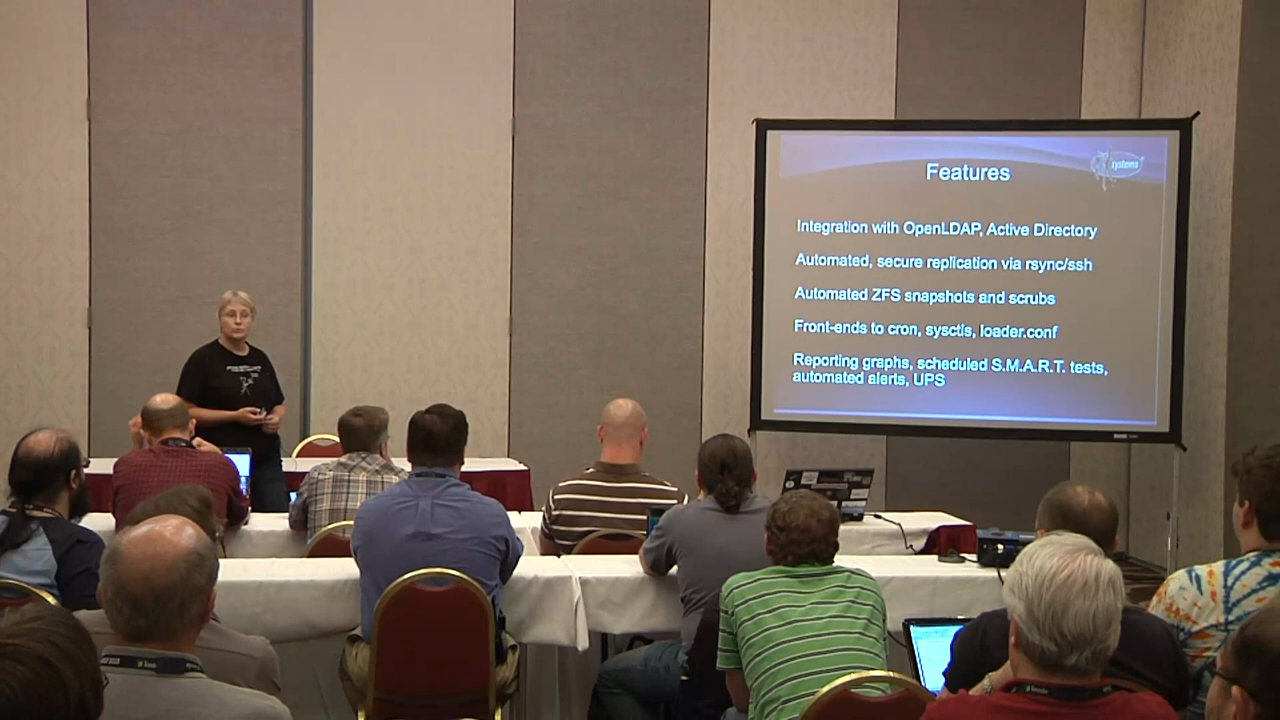 systems
Features
Integration with OpenLDAP, Active Directory
Automated, secure replication via rsync/ssh
Automated ZFS snapshots and scrubs
Front-ends to cron, sysctls, loader.conf
Reporting graphs, scheduled S.M.A.R.T. tests,
automated alerts, UPS